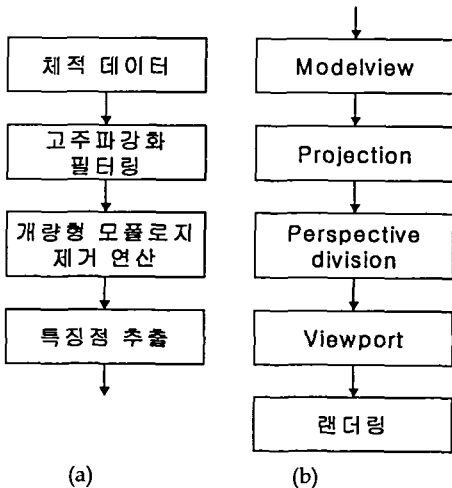 체적 데이터
고주파강화
필터링
개량형 모폴로지
제거 연산
특징점 추출
(a)
Modelview
Projection
Perspective
division
Viewport
랜더링
(b)